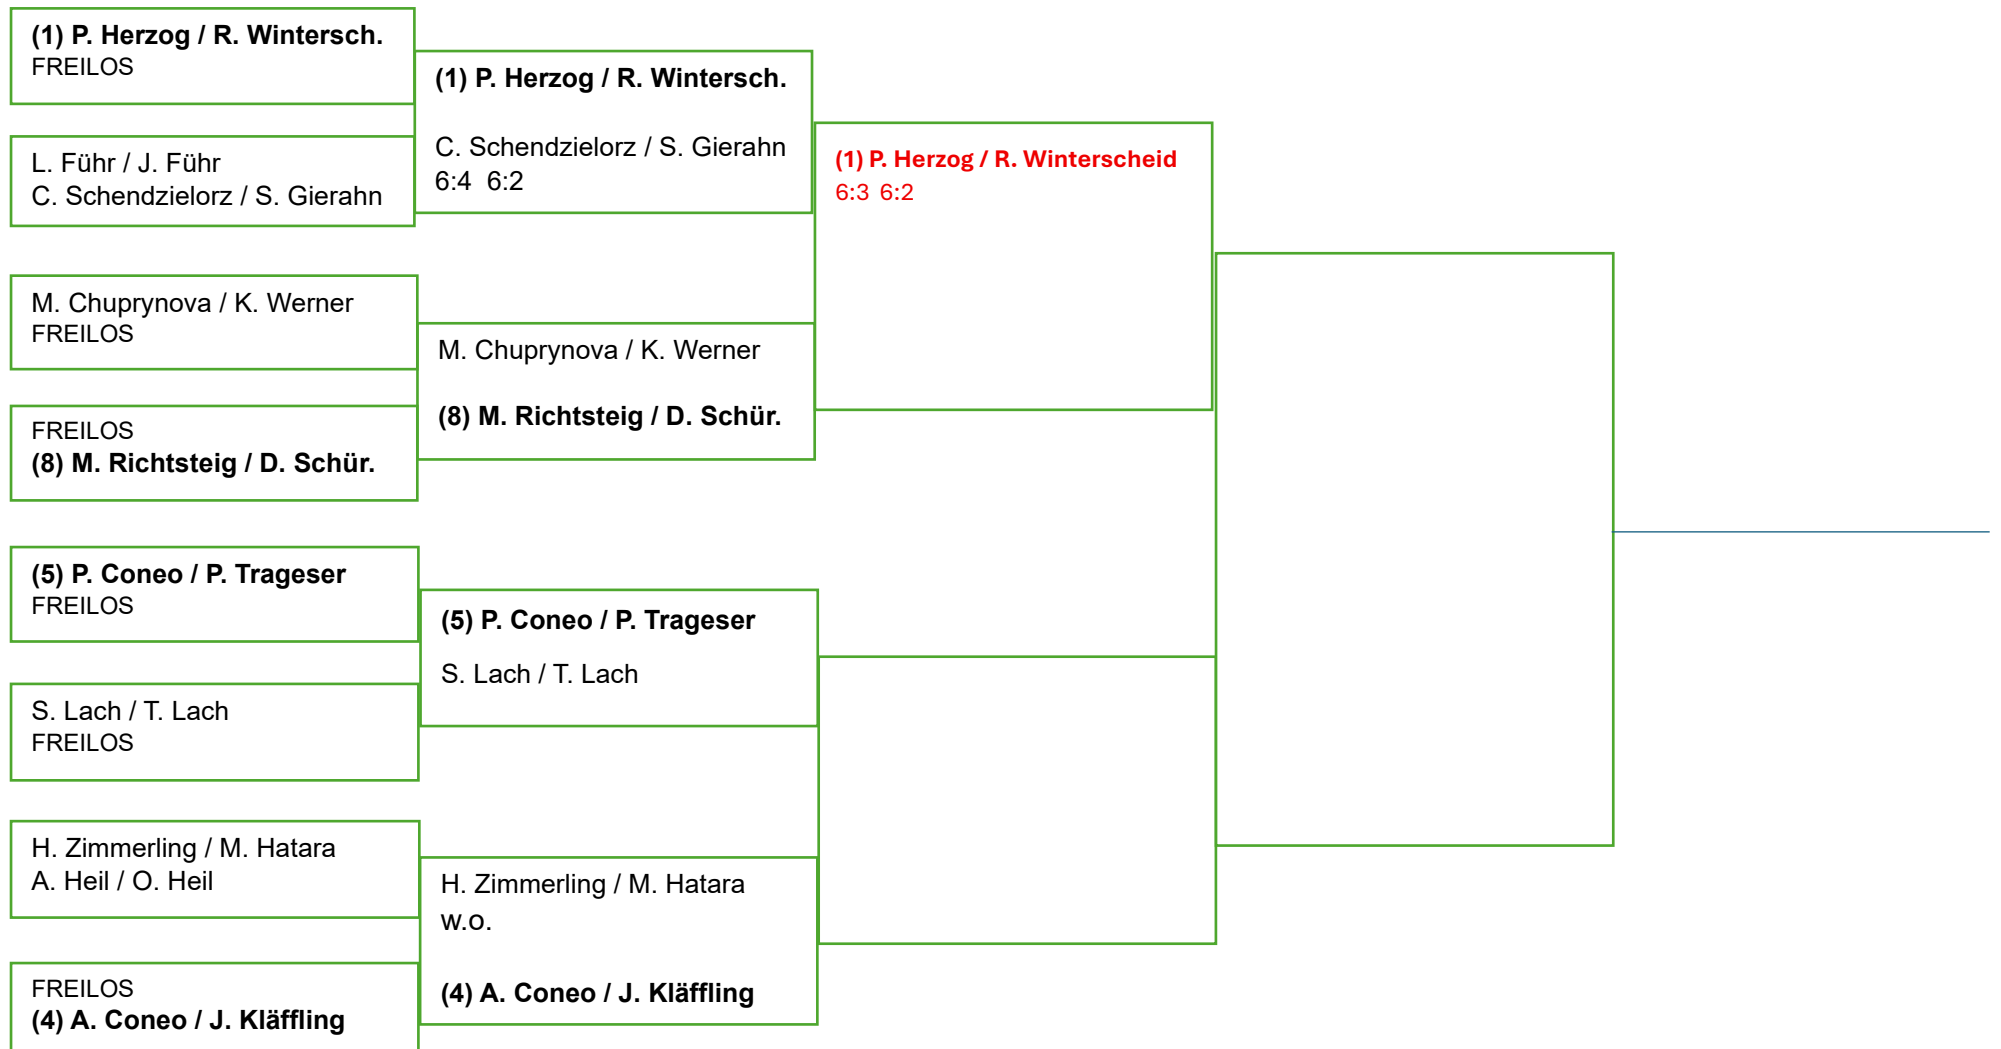 (1) P. Herzog / R. Wintersch.
FREILOS
L. Führ / J. Führ
C. Schendzielorz / S. Gierahn
M. Chuprynova / K. Werner
FREILOS
FREILOS
(8) M. Richtsteig / D. Schür.
(5) P. Coneo / P. Trageser
FREILOS
S. Lach / T. Lach
FREILOS
H. Zimmerling / M. Hatara
A. Heil / O. Heil
FREILOS
(4) A. Coneo / J. Kläffling
(1) P. Herzog / R. Wintersch.
C. Schendzielorz / S. Gierahn
6:4 6:2
M. Chuprynova / K. Werner
(8) M. Richtsteig / D. Schür.
(5) P. Coneo / P. Trageser
S. Lach / T. Lach
H. Zimmerling / M. Hatara
w.o.
(4) A. Coneo / J. Kläffling
(1) P. Herzog / R. Winterscheid
6:3 6:2